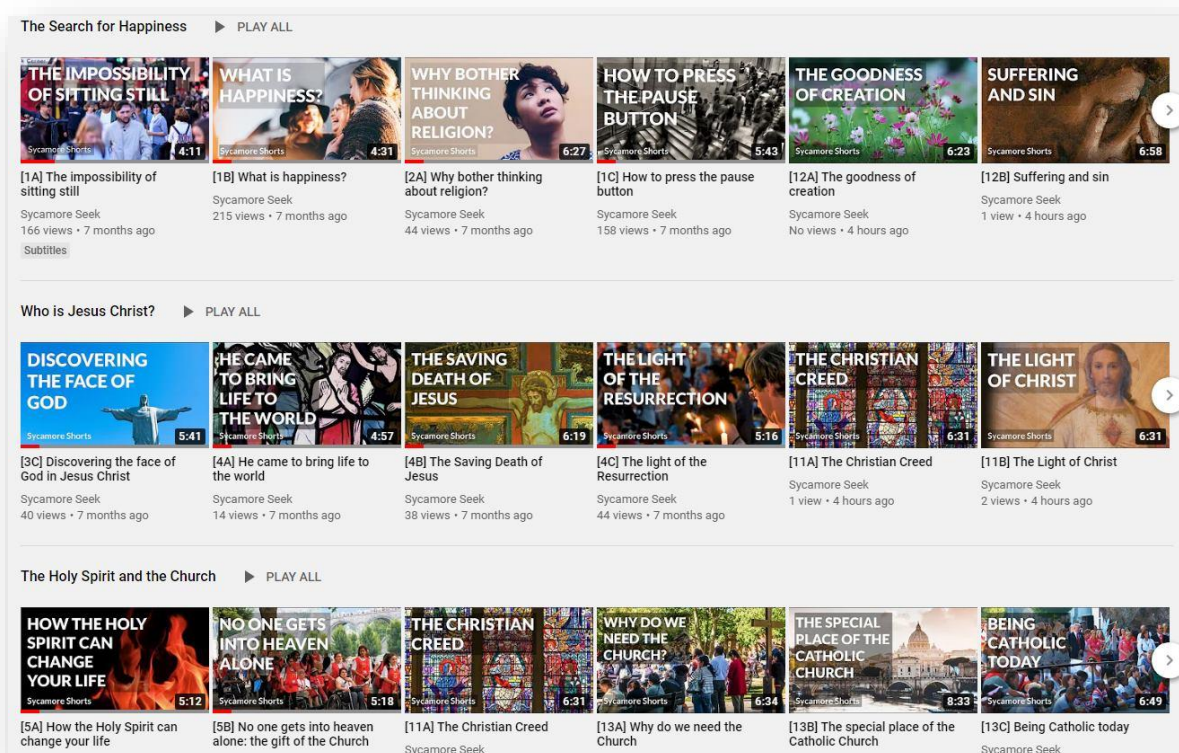 The Search for Happiness PLAY ALL
THE IMPOSSIBILITY
OF SITTING STILL
Sycamore Shorts
4:11
WHAT IS
HAPPINESS?
Sycamore Shorts
4:31
WHY BOTHER
THINKING
ABOUT
RELIGION?
Sycamore Shorts
6:27
HOW TO PRESS
THE PAUSE
BUTTON
Sycamore Shorts
5:43
THE GOODNESS
OF CREATION
Sycamore Shorts
6:23
SUFFERING
AND SIN
Sycamore Shorts
6:58
[1A] The impossibility of
sitting still
Sycamore Seek
166 views • 7 months ago
Subtitles
[1B] What is happiness?
Sycamore Seek
215 views • 7 months ago
[2A] Why bother thinking
about religion?
Sycamore Seek
44 views • 7 months ago
[1C] How to press the pause
button
Sycamore Seek
158 views • 7 months ago
[12A] The goodness of
creation
Sycamore Seek
No views • 4 hours ago
[12B] Suffering and sin
Sycamore Seek
1 view • 4 hours ago
Who is Jesus Christ? PLAY ALL
DISCOVERING
THE FACE OF
GOD
Sycamore Shorts
5:41
HE CAME
TO BRING
LIFE TO
THE WORLD
Sycamore Shorts
4:57
THE SAVING
DEATH OF
JESUS
Sycamore Shorts
6:19
THE LIGHT
OF THE
RESURRECTION
Sycamore Shorts
5:16
THE CHRISTIAN
CREED
Sycamore Shorts
6:31
THE LIGHT
OF CHRIST
Sycamore Shorts
6:31
[3C] Discovering the face of
God in Jesus Christ
Sycamore Seek
40 views • 7 months ago
[4A] He came to bring life to
the world
Sycamore Seek
14 views • 7 months ago
[4B] The Saving Death of
Jesus
Sycamore Seek
38 views • 7 months ago
[4C] The light of the
Resurrection
Sycamore Seek
44 views • 7 months ago
[11A] The Christian Creed
Sycamore Seek
1 view • 4 hours ago
[11B] The Light of Christ
Sycamore Seek
2 views • 4 hours ago
The Holy Spirit and the Church PLAY ALL
HOW THE HOLY
SPIRIT CAN
CHANGE
YOUR LIFE
Sycamore Shorts
5:12
NO ONE GETS
INTO HEAVEN
ALONE
Sycamore Shorts
5:18
THE CHRISTIAN
CREED
Sycamore Shorts
6:31
WHY DO WE
NEED THE
CHURCH?
Sycamore Shorts
6:34
THE SPECIAL
PLACE OF THE
CATHOLIC
CHURCH
Sycamore Shorts
8:33
BEING
CATHOLIC
TODAY
Sycamore Shorts
6:49
[5A] How the Holy Spirit can
change your life
[5B] No one gets into heaven
alone: the gift of the Church
[11A] The Christian Creed
Sycamore Seek
[13A] Why do we need the
Church
[13B] The special place of the
Catholic Church
[13C] Being Catholic today
Sycamore Seek